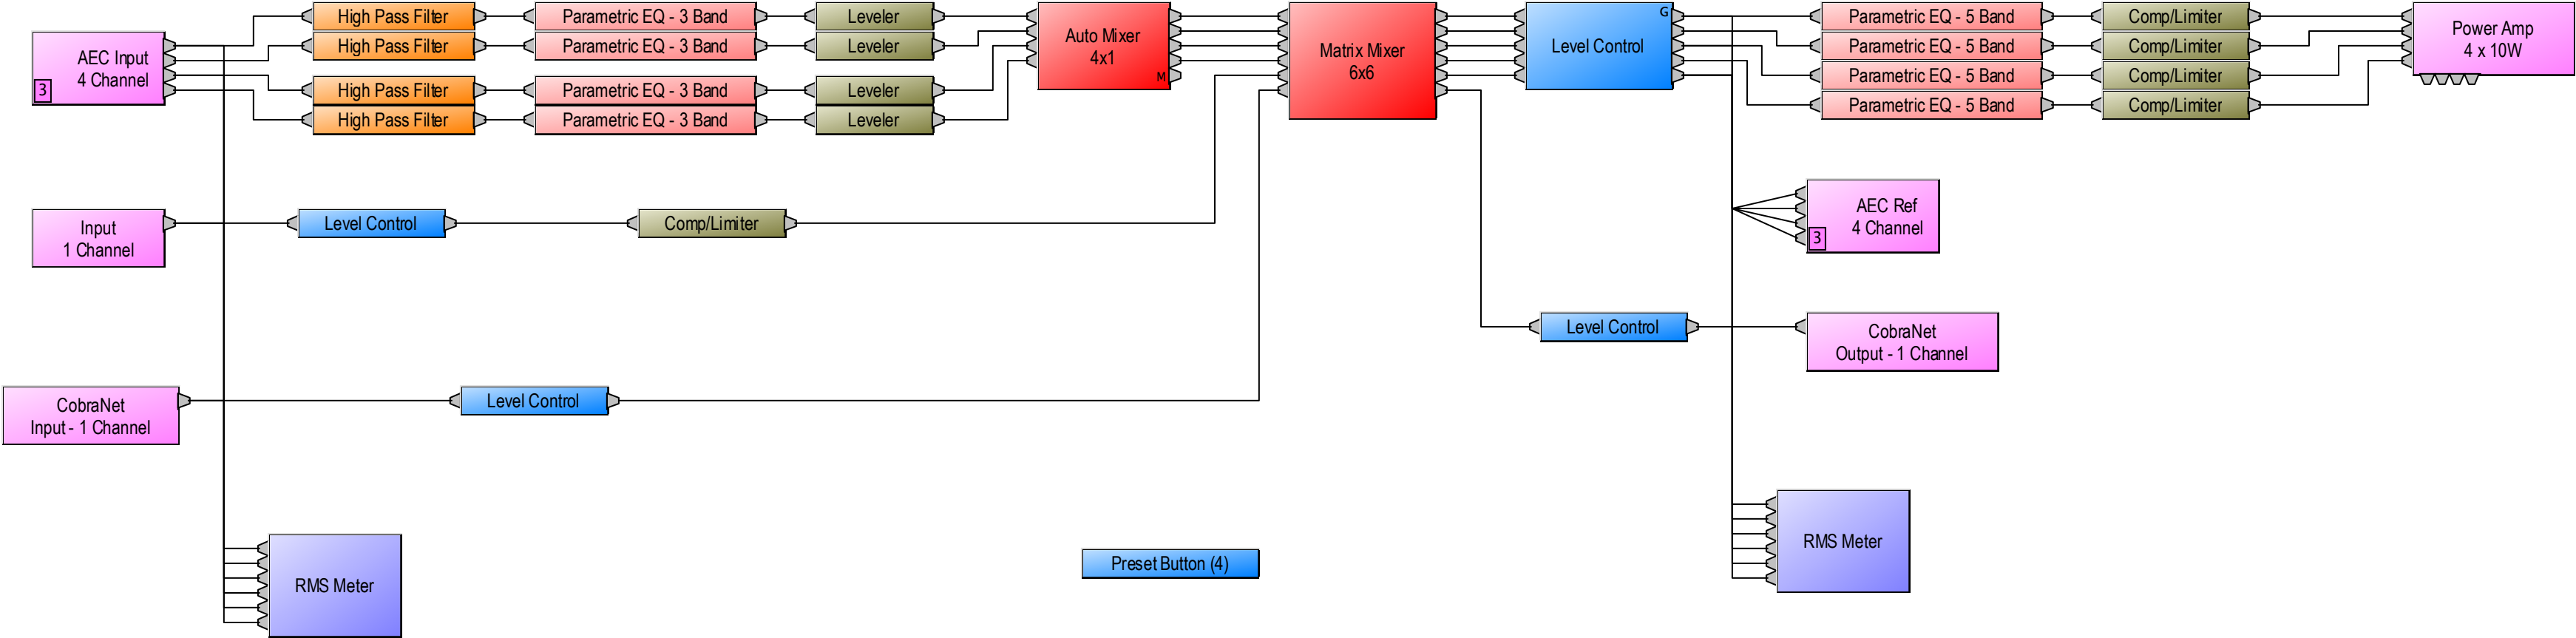 High Pass Filter
Parametric EQ - 3 Band
Leveler
High Pass Filter
Parametric EQ - 3 Band
Leveler
High Pass Filter
Parametric EQ - 3 Band
Leveler
High Pass Filter
Parametric EQ - 3 Band
Leveler
AEC Input
4 Channel
3
Auto Mixer
4x1
M
Matrix Mixer
6x6
G
Level Control
Parametric EQ - 5 Band
Comp/Limiter
Parametric EQ - 5 Band
Comp/Limiter
Parametric EQ - 5 Band
Comp/Limiter
Parametric EQ - 5 Band
Comp/Limiter
Power Amp
4 x 10W
AEC Ref
4 Channel
3
Input
1 Channel
Level Control
Comp/Limiter
Level Control
CobraNet
Output - 1 Channel
CobraNet
Input - 1 Channel
Level Control
RMS Meter
Preset Button (4)
RMS Meter